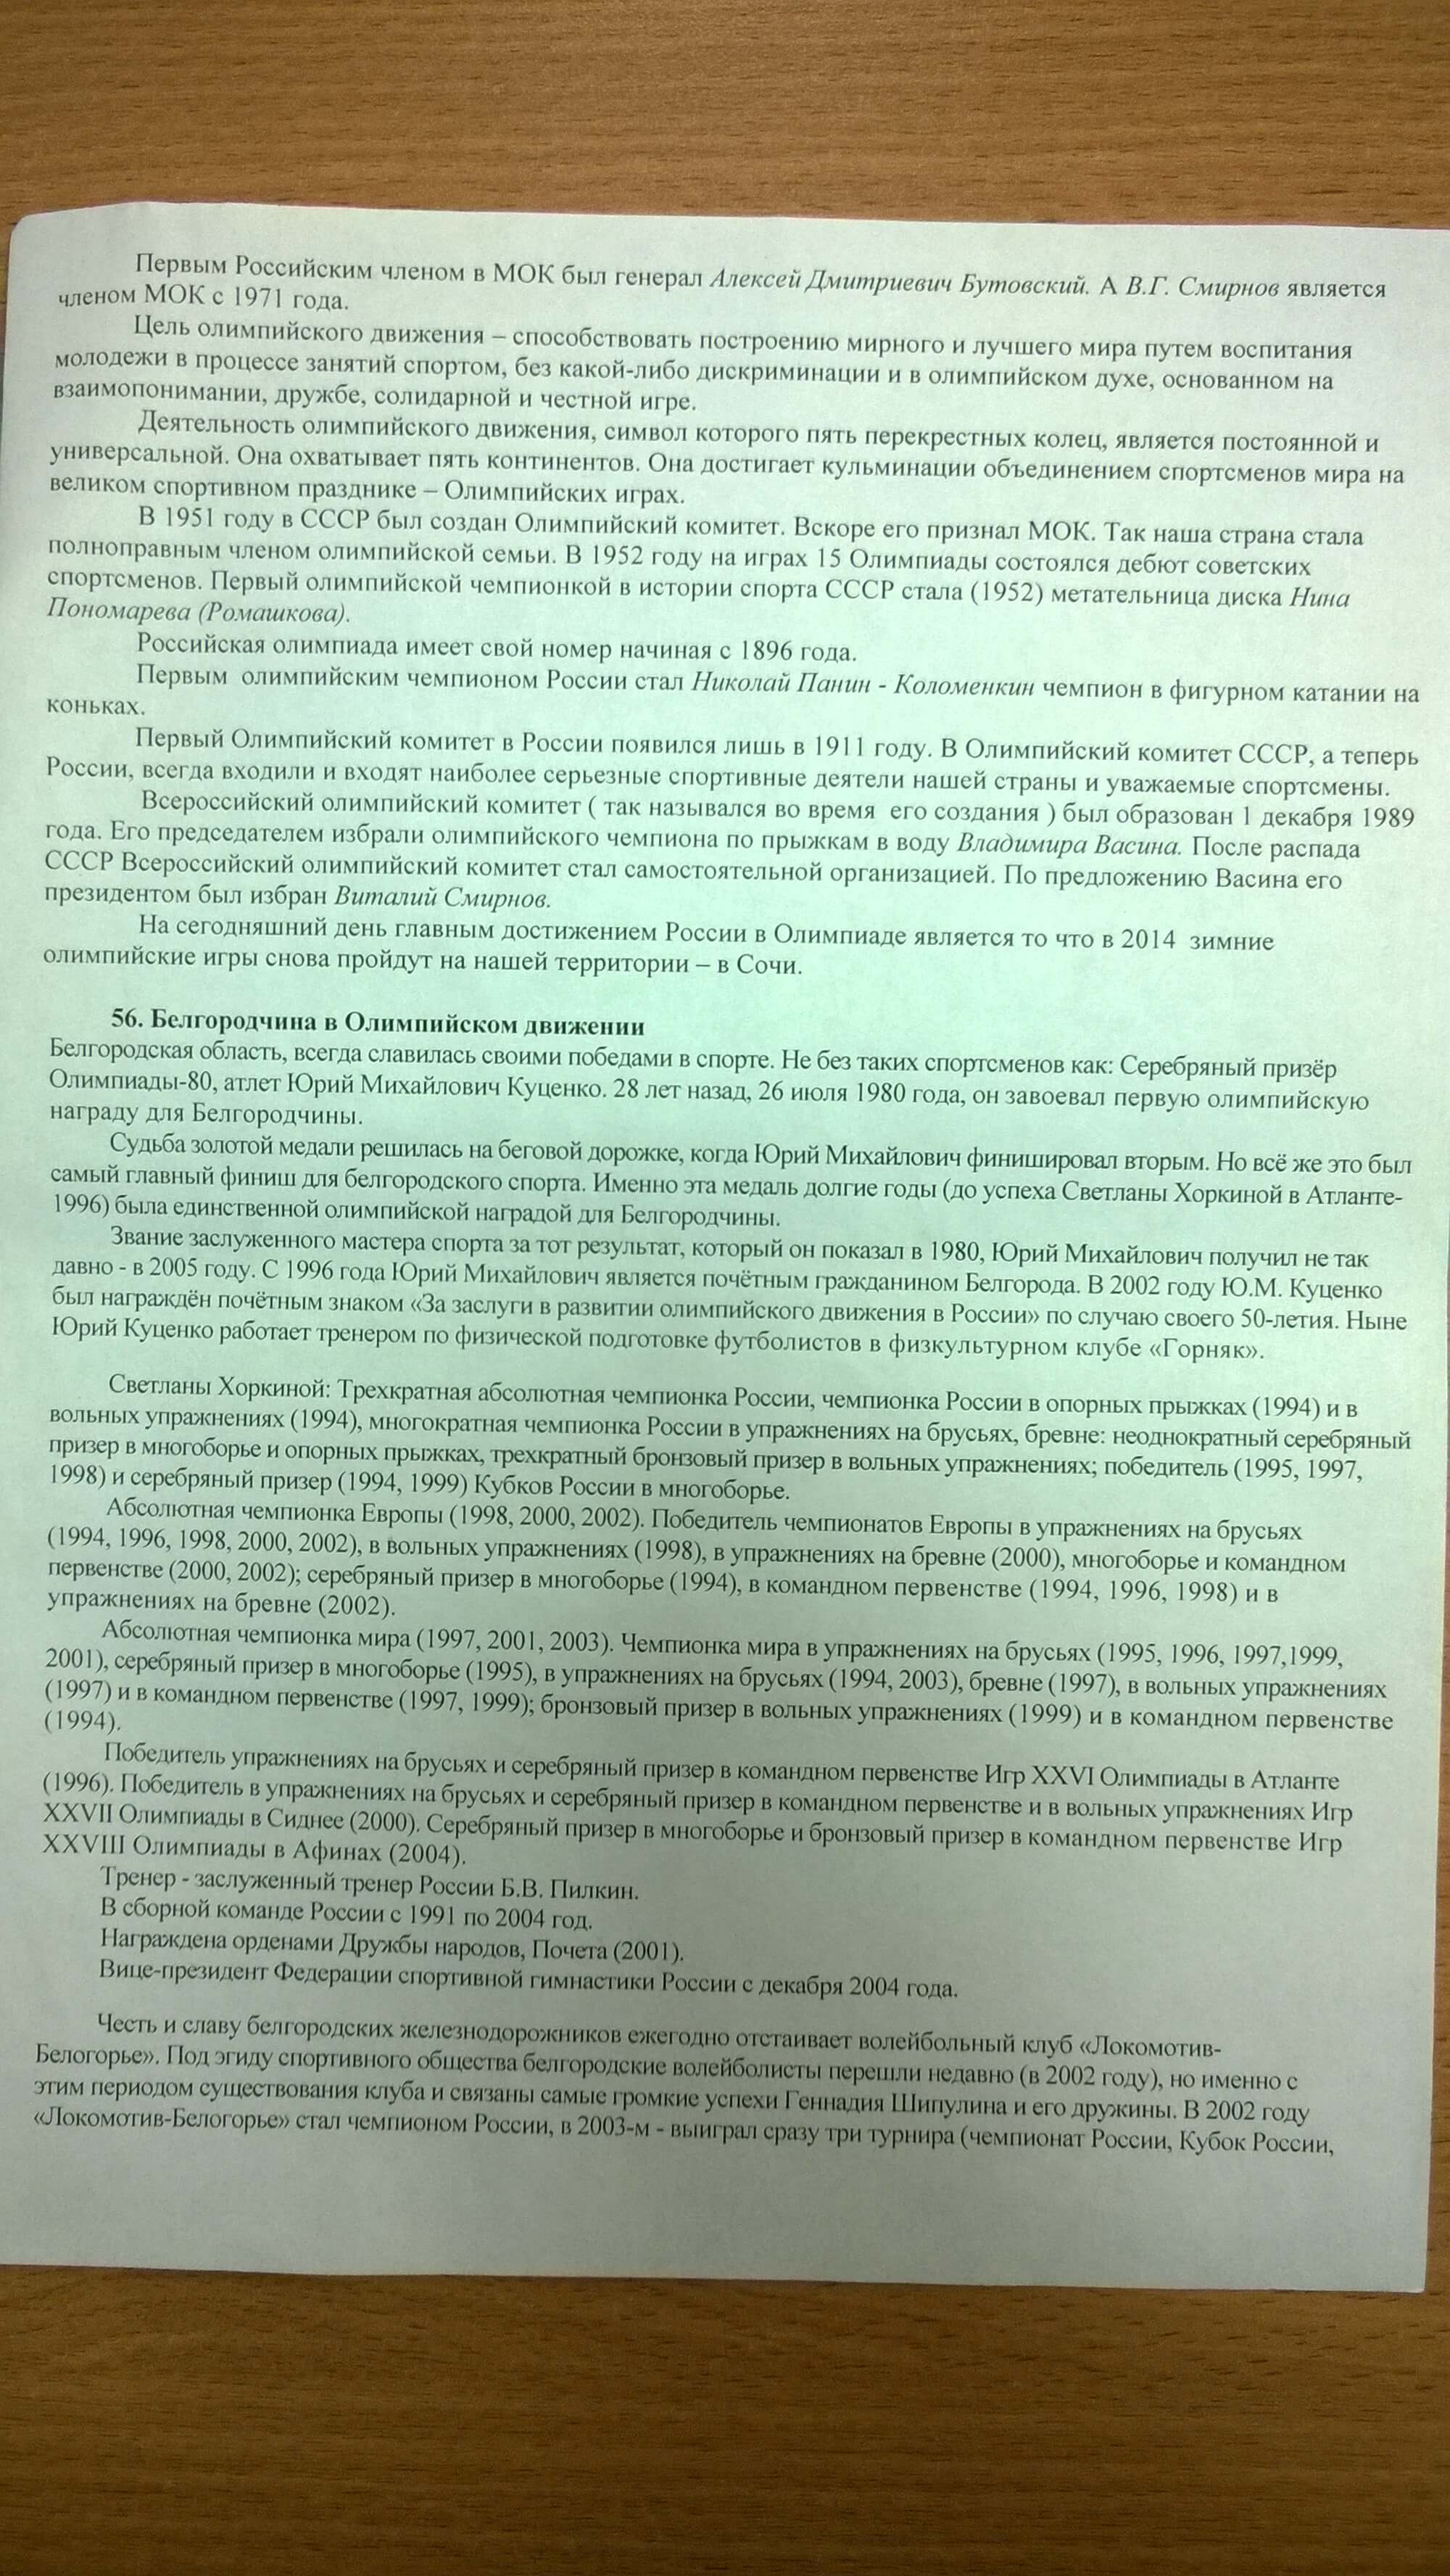 Первым Российским членом в МОК был генерал Алексей Дмитриевич Бутовский. А В.Г. Смирнов является
членом МОК с 1971 года.
Цель олимпийского движения – способствовать построению мирного и лучшего мира путем воспитания
молодежи в процессе занятий спортом, без какой-либо дискриминации и в олимпийском духе, основанном на
взаимопонимании, дружбе, солидарной и честной игре.
Деятельность олимпийского движения, символ которого пять перекрестных колец, является постоянной и
универсальной. Она охватывает пять континентов. Она достигает кульминации объединением спортсменов мира на
великом спортивном празднике – Олимпийских играх.
В 1951 году в СССР был создан Олимпийский комитет. Вскоре его признал МОК. Так наша страна стала
полноправным членом олимпийской семьи. В 1952 году на играх 15 Олимпиады состоялся дебют советских
спортсменов. Первый олимпийской чемпионкой в истории спорта СССР стала (1952) метательница диска Нина
Пономарева (Ромашкова).
Российская олимпиада имеет свой номер начиная с 1896 года.
Первым олимпийским чемпионом России стал Николай Панин - Коломенкин чемпион в фигурном катании на
коньках.
Первый Олимпийский комитет в России появился лишь в 1911 году. В Олимпийский комитет СССР, а теперь
России, всегда входили и входят наиболее серьезные спортивные деятели нашей страны и уважаемые спортсмены.
Всероссийский олимпийский комитет ( так назывался во время его создания ) был образован 1 декабря 1989
года. Его председателем избрали олимпийского чемпиона по прыжкам в воду Владимира Васина. После распада
СССР Всероссийский олимпийский комитет стал самостоятельной организацией. По предложению Васина его
президентом был избран Виталий Смирнов.
На сегодняшний день главным достижением России в Олимпиаде является то что в 2014 зимние
олимпийские игры снова пройдут на нашей территории – в Сочи.
56. Белгородчина в Олимпийском движении
Белгородская область, всегда славилась своими победами в спорте. Не без таких спортсменов как: Серебряный призёр
Олимпиады-80, атлет Юрий Михайлович Куценко. 28 лет назад, 26 июля 1980 года, он завоевал первую олимпийскую
награду для Белгородчины.
Судьба золотой медали решилась на беговой дорожке, когда Юрий Михайлович финишировал вторым. Но всё же это был
самый главный финиш для белгородского спорта. Именно эта медаль долгие годы (до успеха Светланы Хоркиной в Атланте-
1996) была единственной олимпийской наградой для Белгородчины.
Звание заслуженного мастера спорта за тот результат, который он показал в 1980, Юрий Михайлович получил не так
давно - в 2005 году. С 1996 года Юрий Михайлович является почётным гражданином Белгорода. В 2002 году Ю.М. Куценко
был награждён почётным знаком «За заслуги в развитии олимпийского движения в России» по случаю своего 50-летия. Ныне
Юрий Куценко работает тренером по физической подготовке футболистов в физкультурном клубе «Горняк».
Светланы Хоркиной: Трехкратная абсолютная чемпионка России, чемпионка России в опорных прыжках (1994) и в
вольных упражнениях (1994), многократная чемпионка России в упражнениях на брусьях, бревне: неоднократный серебряный
призер в многоборье и опорных прыжках, трехкратный бронзовый призер в вольных упражнениях; победитель (1995, 1997,
1998) и серебряный призер (1994, 1999) Кубков России в многоборье.
Абсолютная чемпионка Европы (1998, 2000, 2002). Победитель чемпионатов Европы в упражнениях на брусьях
(1994, 1996, 1998, 2000, 2002), в вольных упражнениях (1998), в упражнениях на бревне (2000), многоборье и командном
первенстве (2000, 2002); серебряный призер в многоборье (1994), в командном первенстве (1994, 1996, 1998) и в
упражнениях на бревне (2002).
Абсолютная чемпионка мира (1997, 2001, 2003). Чемпионка мира в упражнениях на брусьях (1995, 1996, 1997,1999,
2001), серебряный призер в многоборье (1995), в упражнениях на брусьях (1994, 2003), бревне (1997), в вольных упражнениях
(1997) и в командном первенстве (1997, 1999); бронзовый призер в вольных упражнениях (1999) и в командном первенстве
(1994).
Победитель упражнениях на брусьях и серебряный призер в командном первенстве Игр XXVI Олимпиады в Атланте
(1996). Победитель в упражнениях на брусьях и серебряный призер в командном первенстве и в вольных упражнениях Игр
XXVII Олимпиады в Сиднее (2000). Серебряный призер в многоборье и бронзовый призер в командном первенстве Игр
XXVIII Олимпиады в Афинах (2004).
Тренер - заслуженный тренер России Б.В. Пилкин.
В сборной команде России с 1991 по 2004 год.
Награждена орденами Дружбы народов, Почета (2001).
Вице-президент Федерации спортивной гимнастики России с декабря 2004 года.
Честь и славу белгородских железнодорожников ежегодно отстаивает волейбольный клуб «Локомотив-
Белогорье». Под эгиду спортивного общества белгородские волейболисты перешли недавно (в 2002 году), но именно с
этим периодом существования клуба и связаны самые громкие успехи Геннадия Шипулина и его дружины. В 2002 году
«Локомотив-Белогорье» стал чемпионом России, в 2003-м - выиграл сразу три турнира (чемпионат России, Кубок России,